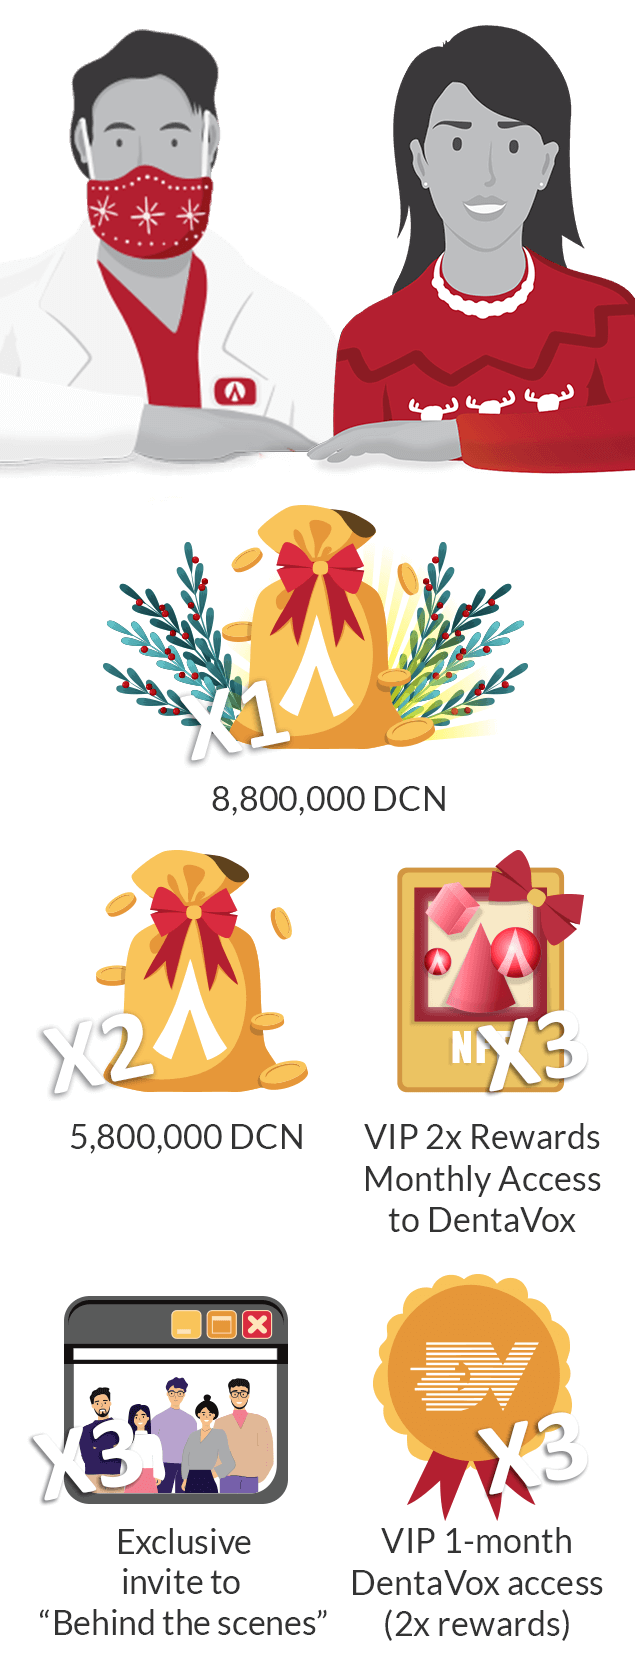 X1
8,800,000 DCN
X2
5,800,000 DCN
NFT
X3
VIP 2x Rewards
Monthly Access
to DentaVox
X3
Exclusive
invite to
“Behind the scenes”
DV
X3
VIP 1-month
DentaVox access
(2x rewards)